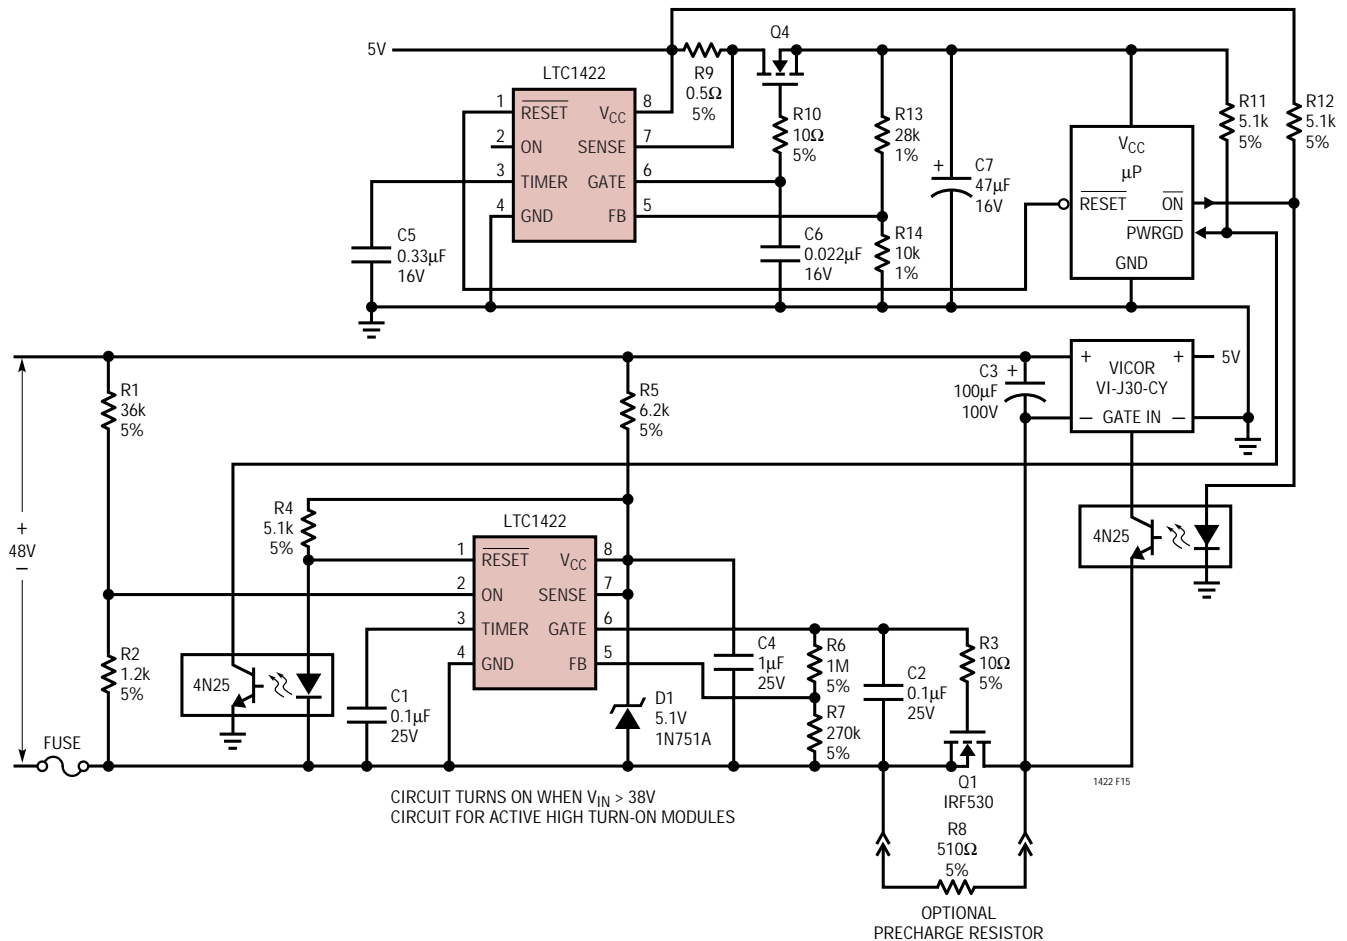 5V
R9
0.5Ω
5%
Q4
LTC1422
1
2
3
4
RESET
ON
TIMER
GND
VCC
SENSE
GATE
FB
8
7
6
5
R10
10Ω
5%
R13
28k
1%
R14
10k
1%
+
C7
47µF
16V
C5
0.33µF
16V
C6
0.022µF
16V
VCC
µP
RESET
ON
PWRGD
GND
R11
5.1k
5%
R12
5.1k
5%
+
48V
–
FUSE
R1
36k
5%
R2
1.2k
5%
R5
6.2k
5%
C3
+
100µF
100V
+
+
5V
VICOR
VI-J30-CY
–
GATE IN
–
R4
5.1k
5%
LTC1422
1
2
3
4
RESET
ON
TIMER
GND
VCC
SENSE
GATE
FB
8
7
6
5
4N25
4N25
C1
0.1µF
25V
D1
5.1V
1N751A
C4
1µF
25V
R6
1M
5%
R7
270k
5%
C2
0.1µF
25V
R3
10Ω
5%
Q1
IRF530
1422 F15
CIRCUIT TURNS ON WHEN VIN > 38V
CIRCUIT FOR ACTIVE HIGH TURN-ON MODULES
R8
510Ω
5%
OPTIONAL
PRECHARGE RESISTOR